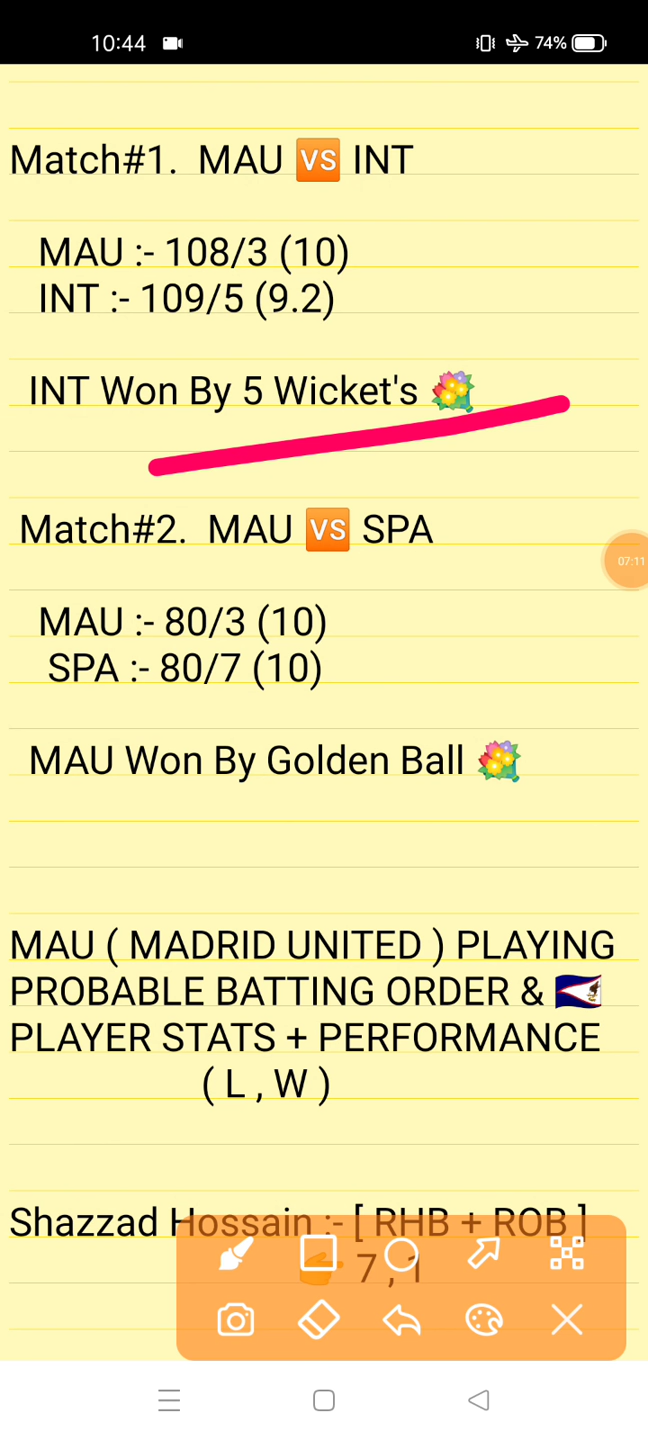 10:44 74%
Match#1. MAU 🆚 INT
MAU :- 108/3 (10)
INT :- 109/5 (9.2)
INT Won By 5 Wicket's 💐
Match#2. MAU 🆚 SPA
07:11
MAU :- 80/3 (10)
SPA :- 80/7 (10)
MAU Won By Golden Ball 💐
MAU ( MADRID UNITED ) PLAYING
PROBABLE BATTING ORDER & 🇦🇸
PLAYER STATS + PERFORMANCE
( L , W )
Shazzad Hossain :- [ RHB + ROB ]
👉 7 , 1